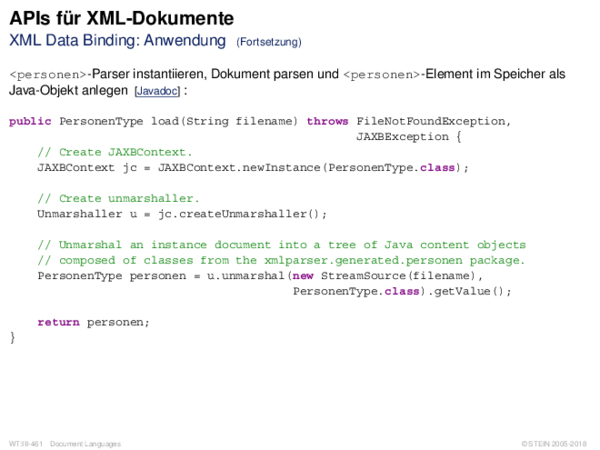 APIs für XML-Dokumente
XML Data Binding: Anwendung (Fortsetzung)
<personen>-Parser instantiieren, Dokument parsen und <personen>-Element im Speicher als
Java-Objekt anlegen [Javadoc] :
public PersonenType load(String filename) throws FileNotFoundException,
JAXBException {
// Create JAXBContext.
JAXBContext jc = JAXBContext.newInstance(PersonenType.class);
// Create unmarshaller.
Unmarshaller u = jc.createUnmarshaller();
// Unmarshal an instance document into a tree of Java content objects
// composed of classes from the xmlparser.generated.personen package.
PersonenType personen = u.unmarshal(new StreamSource(filename),
PersonenType.class).getValue();
return personen;
}
WT:III-461 Document Languages © STEIN 2005-2018